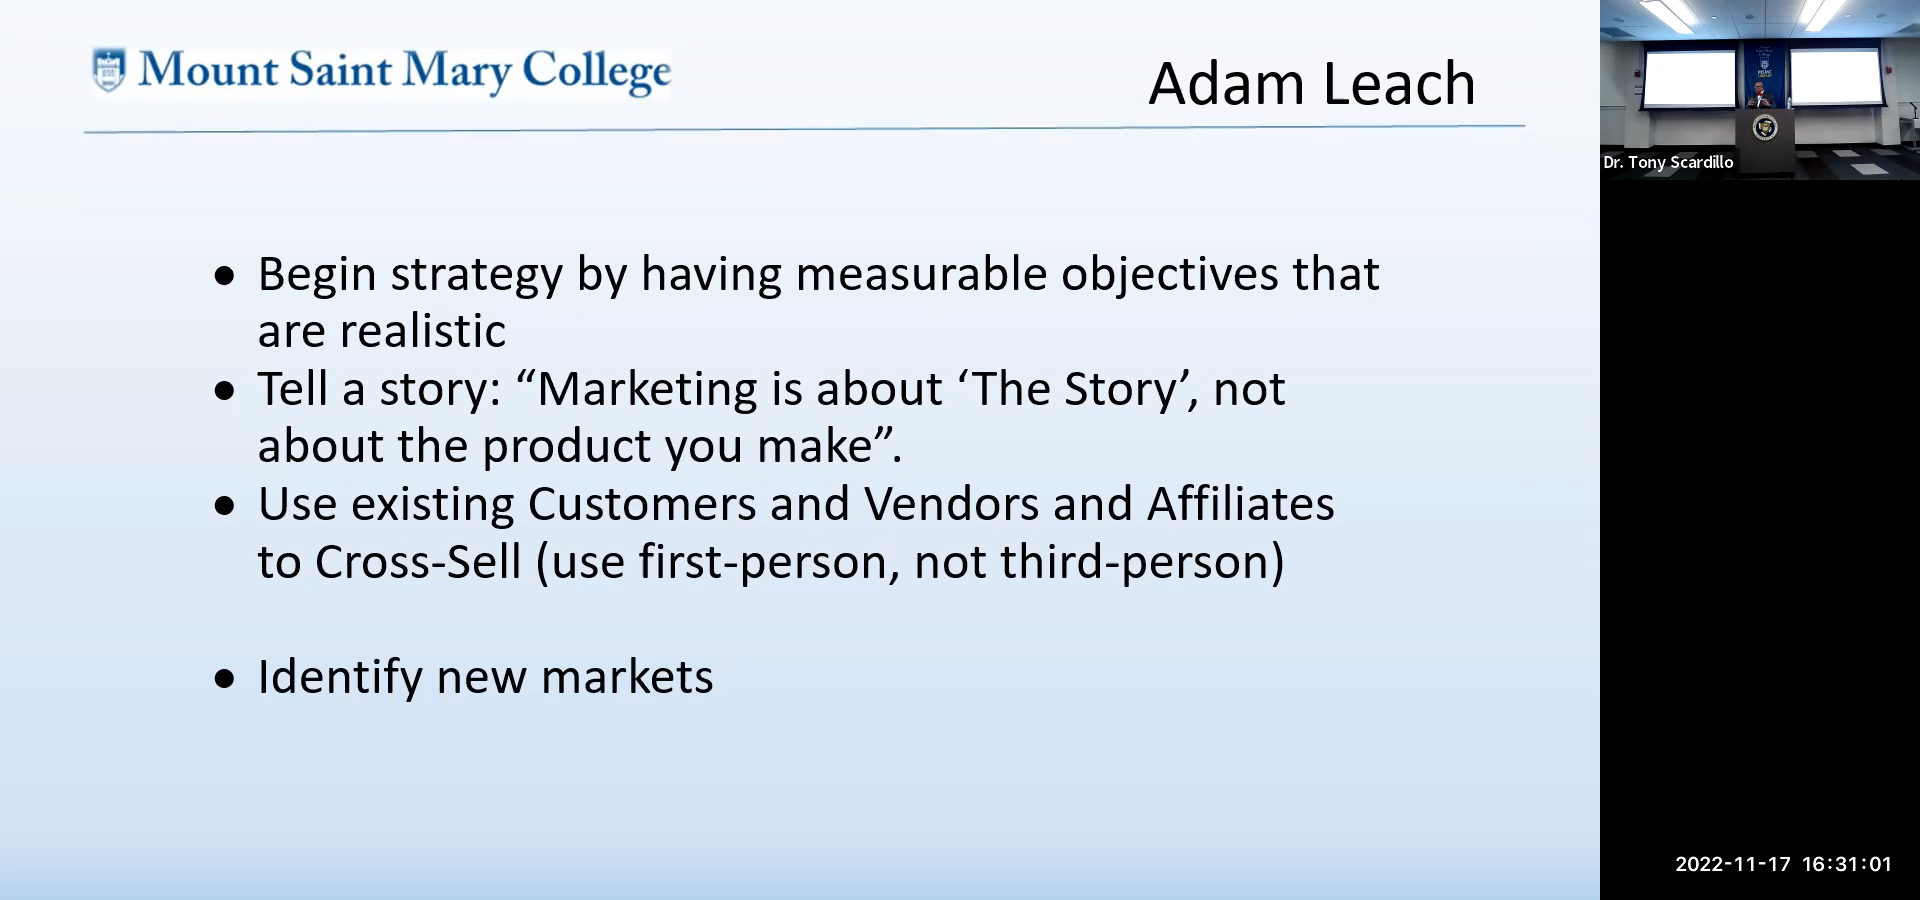 Mount Saint Mary College
Adam Leach
• Begin strategy by having measurable objectives that
are realistic
• Tell a story: “Marketing is about ‘The Story’, not
about the product you make”.
• Use existing Customers and Vendors and Affiliates
to Cross-Sell (use first-person, not third-person)
• Identify new markets
Dr. Tony Scardillo
2022-11-17 16:31:01